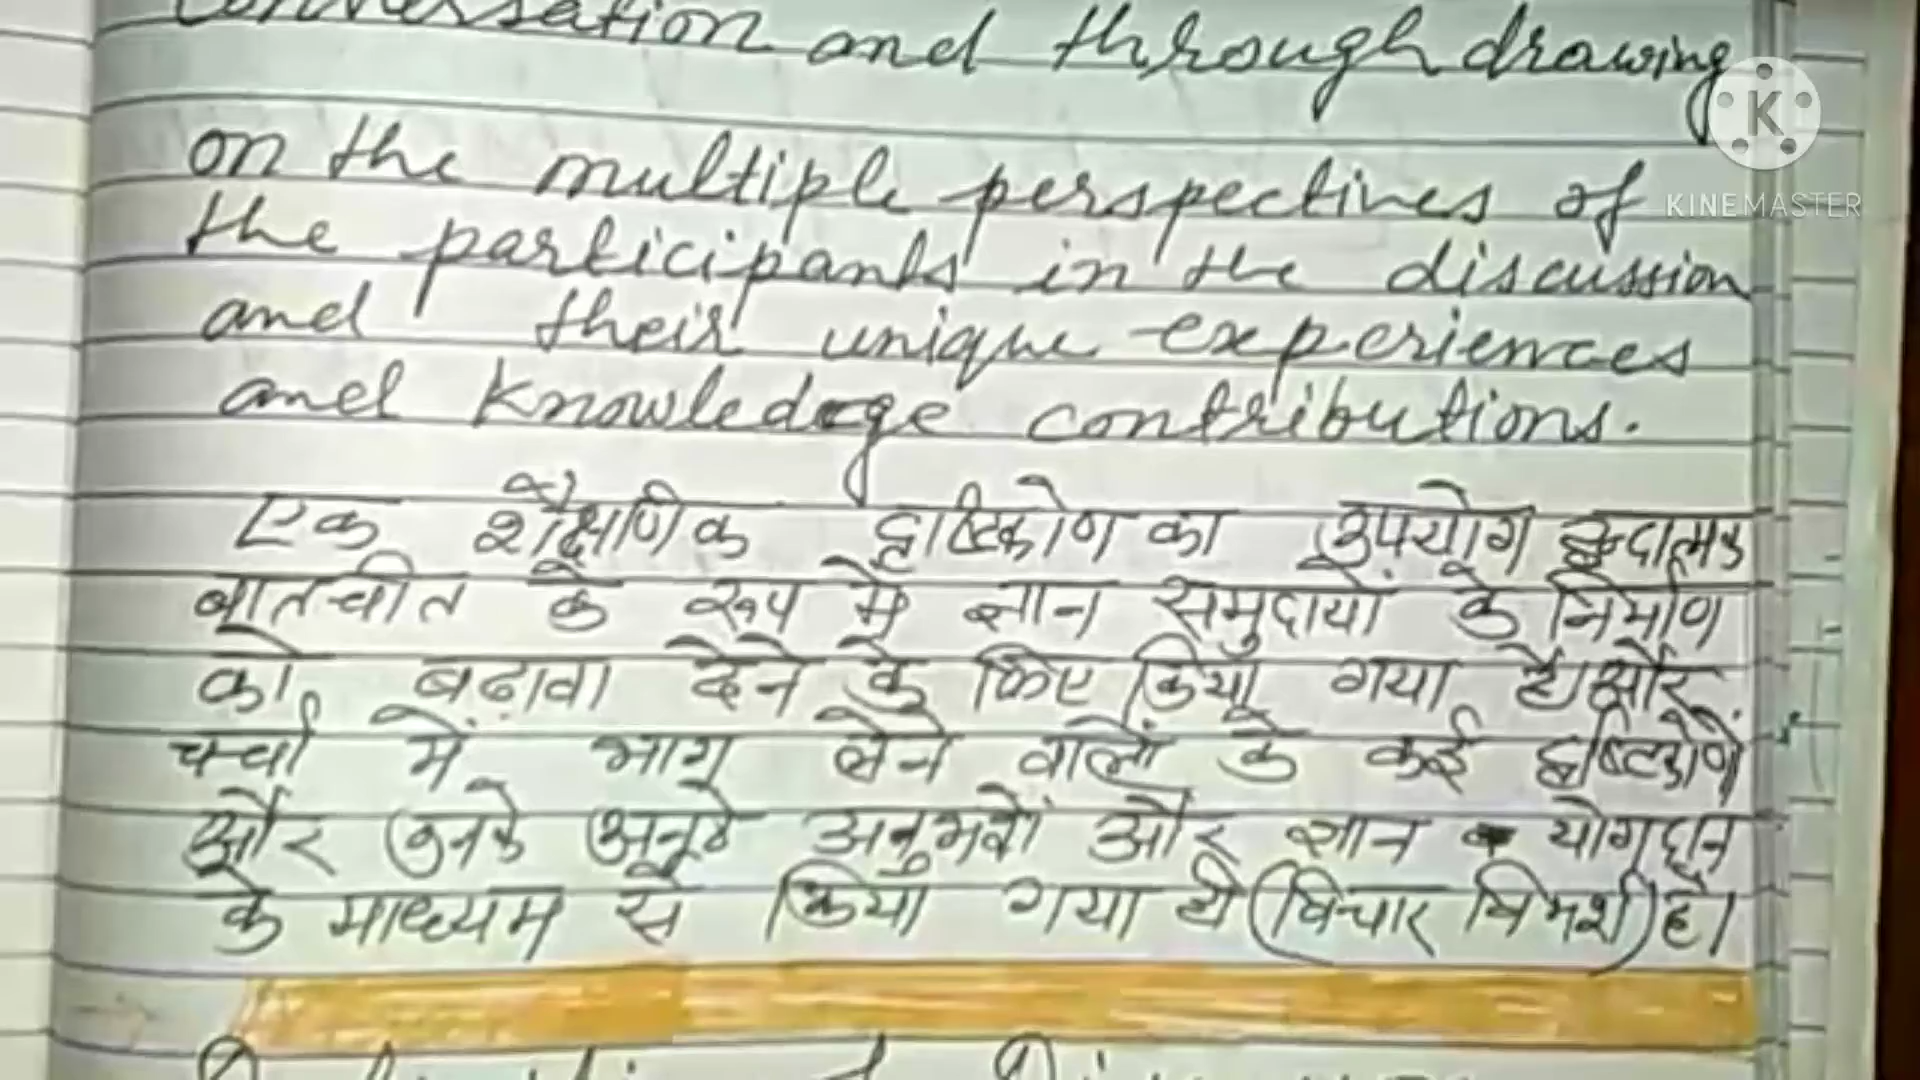 conversation and through drawing
on the multiple perspectives of
the participants in the discussion
and their unique experiences
and knowledge contributions.
एक शैक्षणिक दृष्टिकोण का उपयोग द्वन्दात्मक
बातचीत के रूप में ज्ञान समुदायों के निर्माण
को बढ़ावा देने के लिए किया गया है। और
चर्चा में भाग लेने वालों के कई दृष्टिकोणों
और उनके अनूठे अनुभवों और ज्ञान योगदान
के माध्यम से किया गया ही (विचार विमर्श) है।
K
KINEMASTER